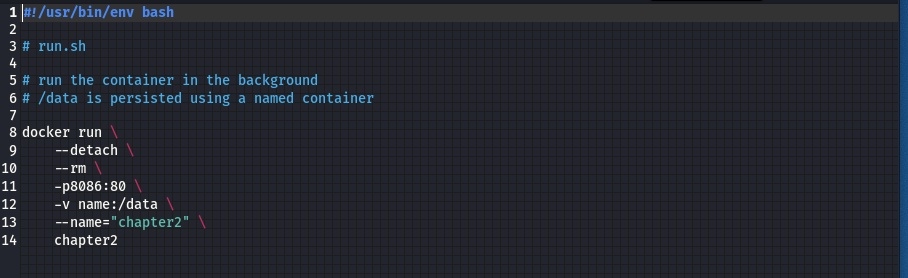 1 #!/usr/bin/env bash
2
3 # run.sh
4
5 # run the container in the background
6 # /data is persisted using a named container
7
8 docker run \
9     --detach \
10     --rm \
11     -p8086:80 \
12     -v name:/data \
13     --name="chapter2" \
14     chapter2